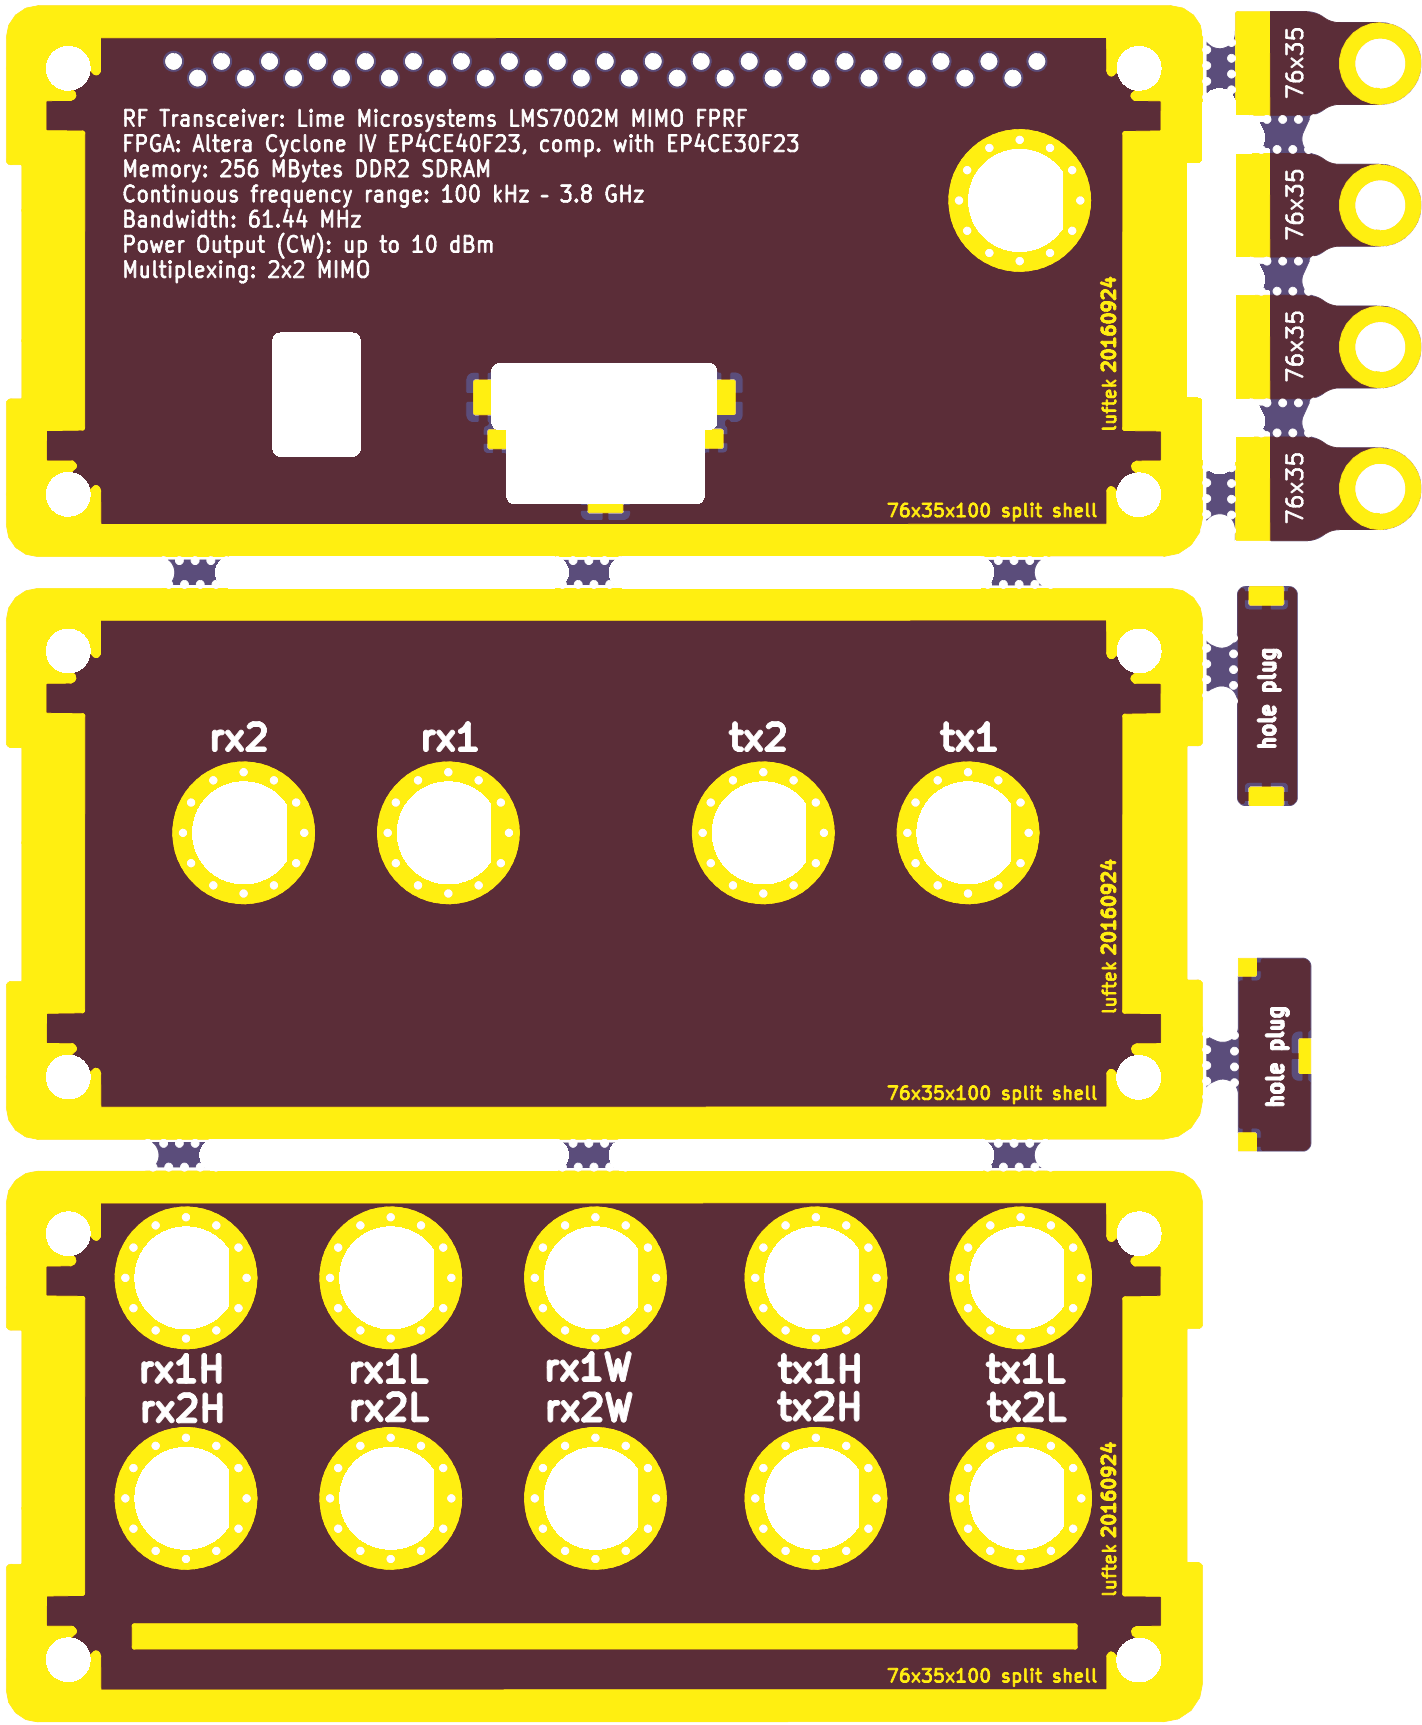 RF Transceiver: Lime Microsystems LMS7002M MIMO FPRF
FPGA: Altera Cyclone IV EP4CE40F23, comp. with EP4CE30F23
Memory: 256 MBytes DDR2 SDRAM
Continuous frequency range: 100 kHz - 3.8 GHz
Bandwidth: 61.44 MHz
Power Output (CW): up to 10 dBm
Multiplexing: 2x2 MIMO
luftek 20160924
76x35x100 split shell
76x35
76x35
76x35
76x35
rx2 rx1 tx2 tx1
luftek 20160924
76x35x100 split shell
hole plug
hole plug
rx1H rx1L rx1W tx1H tx1L
rx2H rx2L rx2W tx2H tx2L
luftek 20160924
76x35x100 split shell